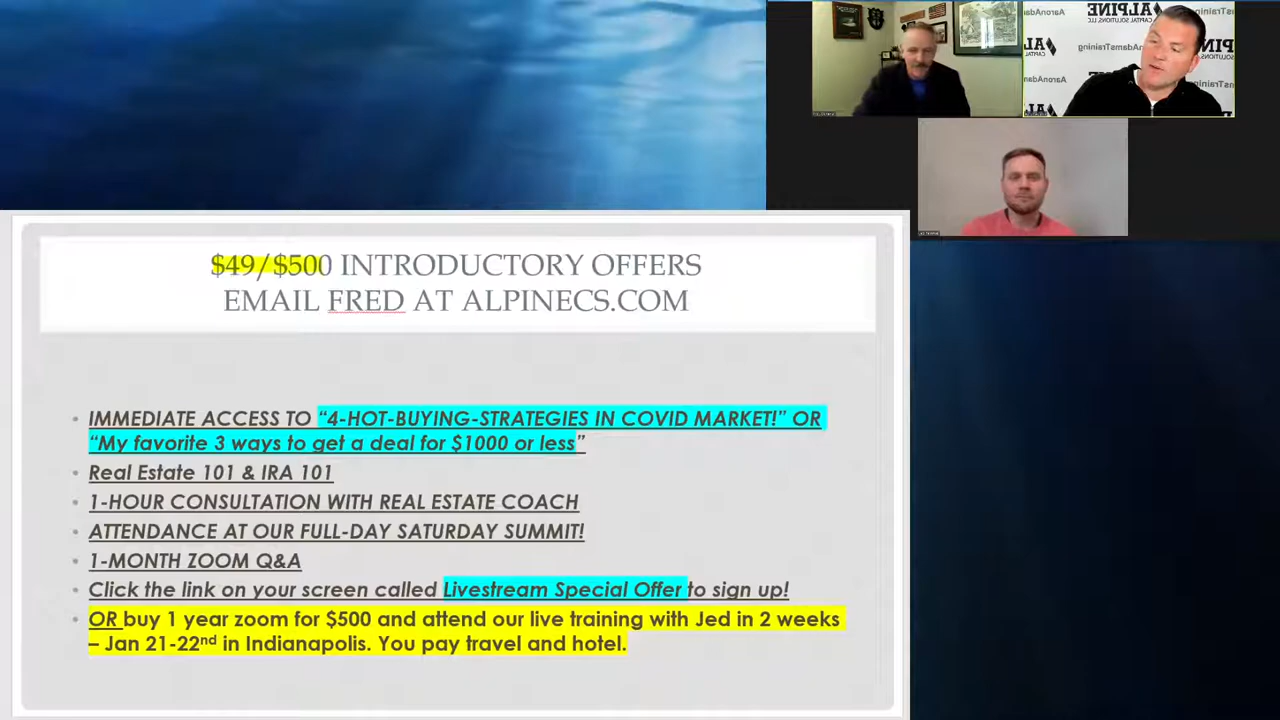 ALPINE
CAPITAL SOLUTIONS, LLC
AaronAdamsTraining
$49/$500 INTRODUCTORY OFFERS
EMAIL FRED AT ALPINECS.COM
• IMMEDIATE ACCESS TO “4-HOT-BUYING-STRATEGIES IN COVID MARKET!” OR
“My favorite 3 ways to get a deal for $1000 or less”
• Real Estate 101 & IRA 101
• 1-HOUR CONSULTATION WITH REAL ESTATE COACH
• ATTENDANCE AT OUR FULL-DAY SATURDAY SUMMIT!
• 1-MONTH ZOOM Q&A
• Click the link on your screen called Livestream Special Offer to sign up!
• OR buy 1 year zoom for $500 and attend our live training with Jed in 2 weeks
– Jan 21-22nd in Indianapolis. You pay travel and hotel.